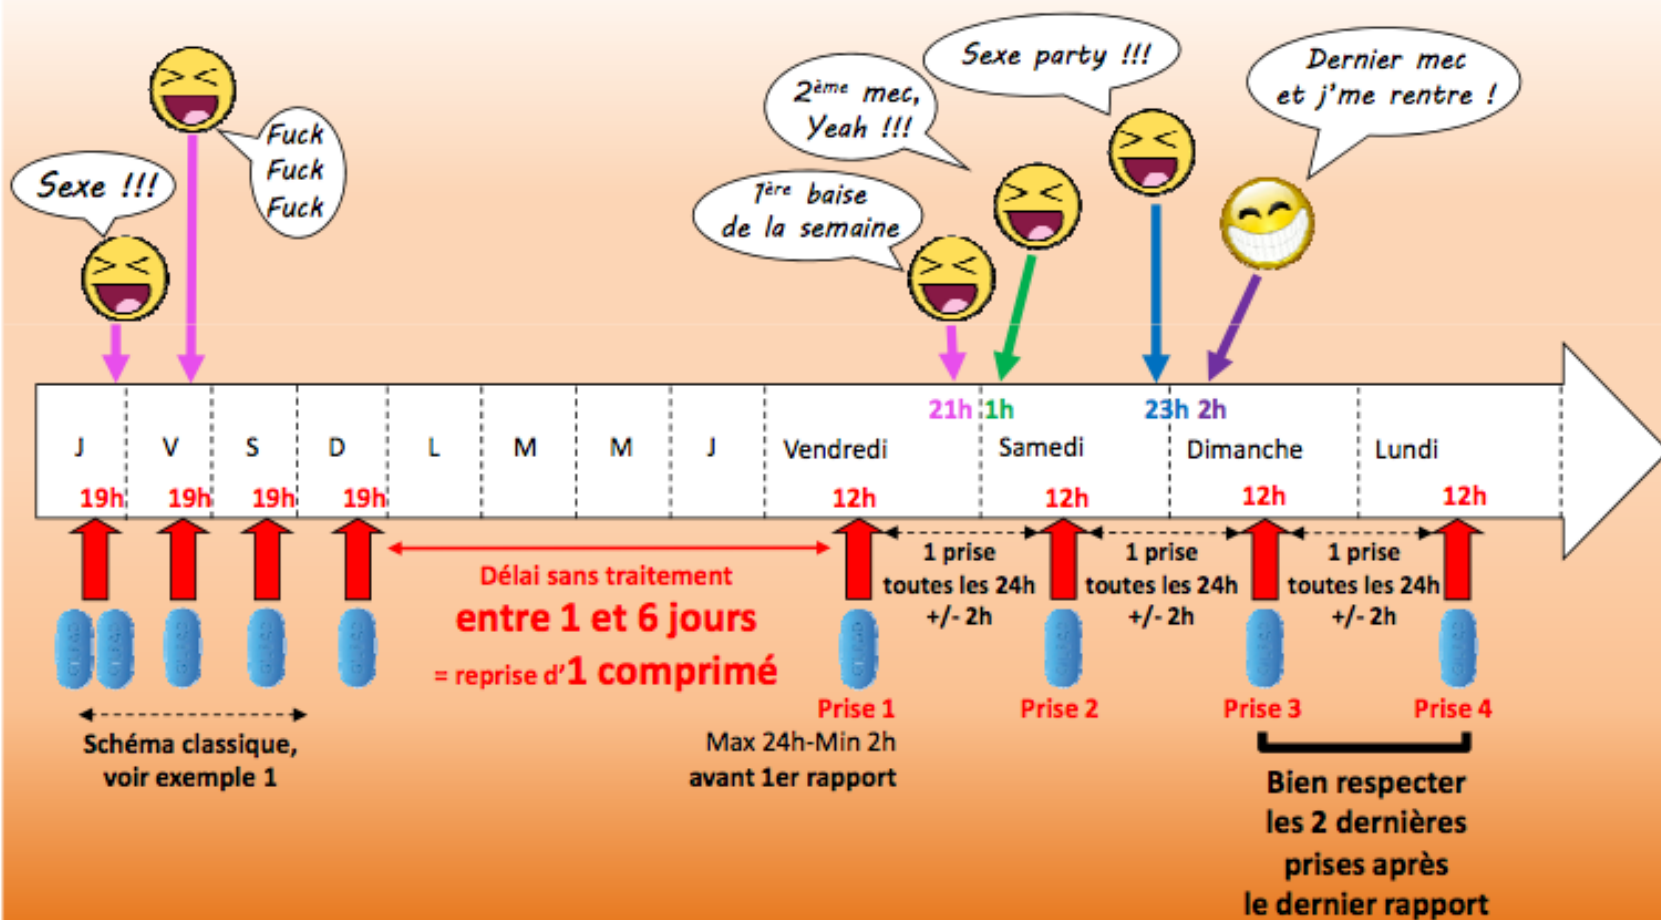 Sexe !!!
Fuck
Fuck
Fuck
1ère baise
de la semaine
2ème mec,
Yeah !!!
Sexe party !!!
Dernier mec
et j'me rentre !
21h 1h 23h 2h
J V S D L M M J Vendredi Samedi Dimanche Lundi
19h 19h 19h 19h 12h 12h 12h 12h
Délai sans traitement
entre 1 et 6 jours
= reprise d'1 comprimé
1 prise
toutes les 24h
+/- 2h
1 prise
toutes les 24h
+/- 2h
1 prise
toutes les 24h
+/- 2h
Prise 1 Prise 2 Prise 3 Prise 4
Schéma classique,
voir exemple 1
Max 24h-Min 2h
avant 1er rapport
Bien respecter
les 2 dernières
prises après
le dernier rapport